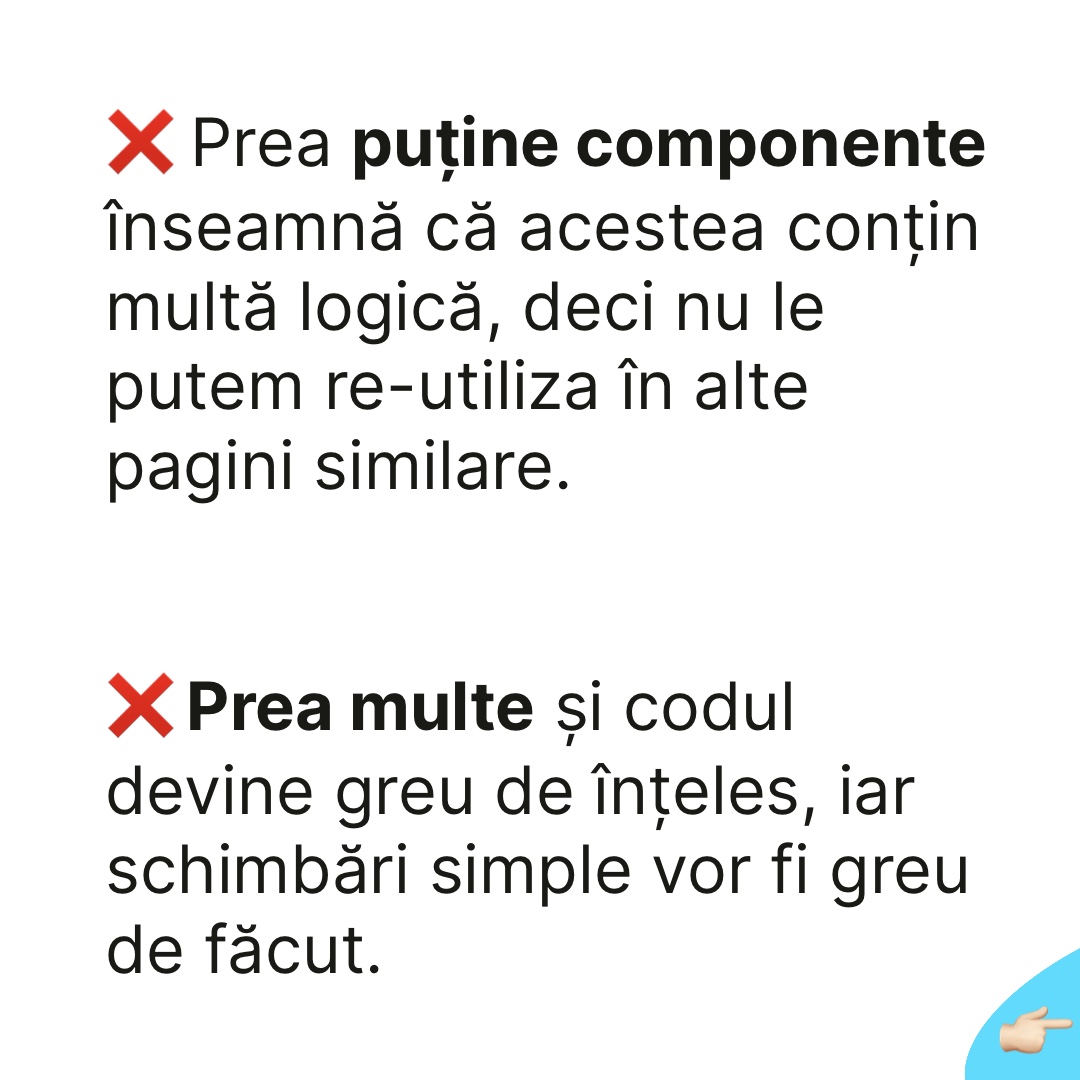 ❌ Prea puține componente
înseamnă că acestea conțin
multă logică, deci nu le
putem re-utiliza în alte
pagini similare.
❌ Prea multe și codul
devine greu de înțeles, iar
schimbări simple vor fi greu
de făcut.